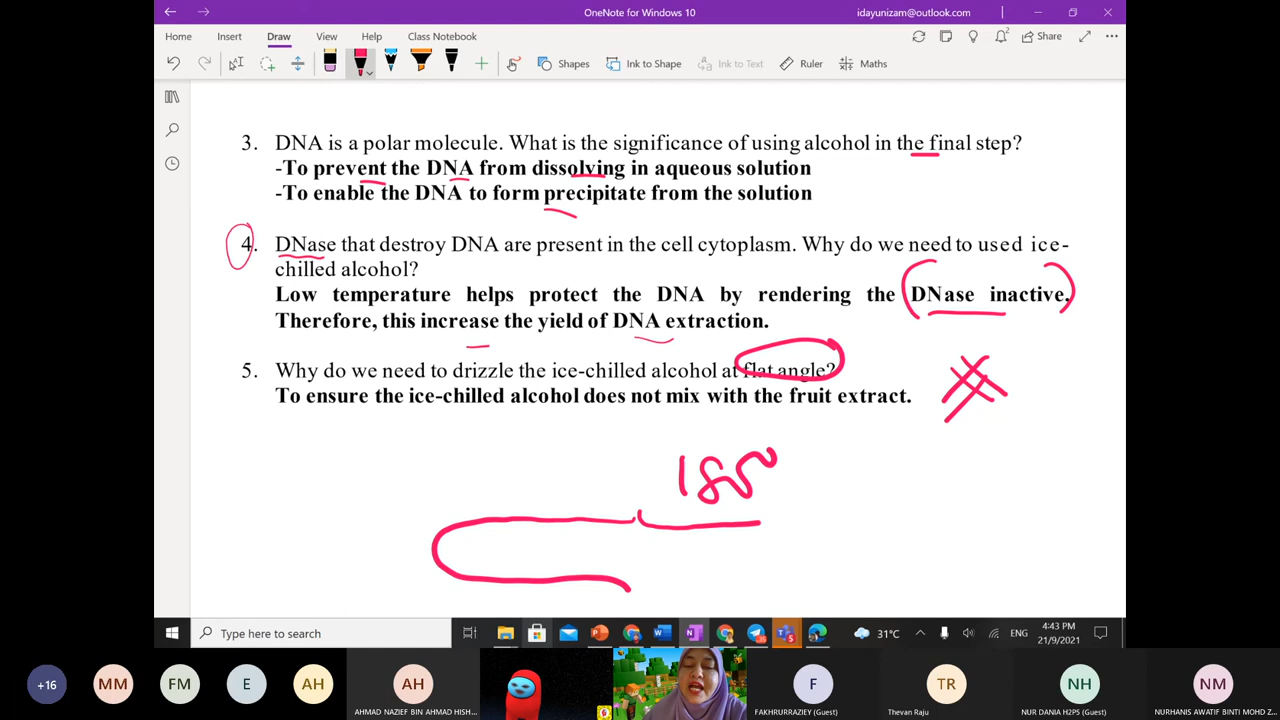 OneNote for Windows 10
idayunizam@outlook.com
Home Insert Draw View Help Class Notebook
Share
Shapes Ink to Shape Ink to Text Ruler Maths
3. DNA is a polar molecule. What is the significance of using alcohol in the final step?
-To prevent the DNA from dissolving in aqueous solution
-To enable the DNA to form precipitate from the solution
4. DNase that destroy DNA are present in the cell cytoplasm. Why do we need to used ice-
chilled alcohol?
Low temperature helps protect the DNA by rendering the DNase inactive.
Therefore, this increase the yield of DNA extraction.
5. Why do we need to drizzle the ice-chilled alcohol at flat angle?
To ensure the ice-chilled alcohol does not mix with the fruit extract.
Type here to search
31°C
ENG
4:43 PM
21/9/2021
+16 MM FM E AH AH F TR NH NM
AHMAD NAZIEF BIN AHMAD HISH...
FAKHRURRAZIEY (Guest)
Thevan Raju
NUR DANIA H2PS (Guest)
NURHANIS AWATIF BINTI MOHD Z...